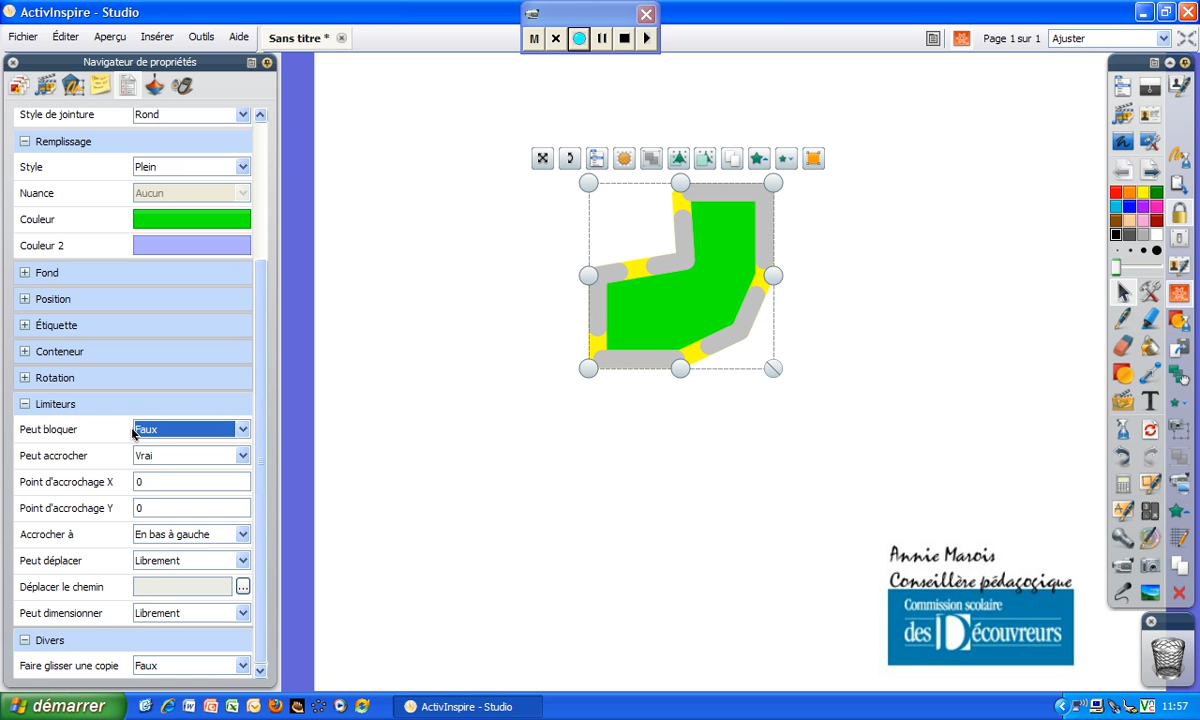 ActivInspire - Studio
Fichier Éditer Aperçu Insérer Outils Aide Sans titre * Page 1 sur 1 Ajuster
M
Navigateur de propriétés
Style de jointure Rond
Remplissage
Style Plein
Nuance Aucun
Couleur
Couleur 2
Fond
Position
Étiquette
Conteneur
Rotation
Limiteurs
Peut bloquer Faux
Peut accrocher Vrai
Point d'accrochage X 0
Point d'accrochage Y 0
Accrocher à En bas à gauche
Peut déplacer Librement
Déplacer le chemin ...
Peut dimensionner Librement
Divers
Faire glisser une copie Faux
Annie Marois
Conseillère pédagogique
Commission scolaire
des Découvreurs
démarrer ActivInspire - Studio 11:57